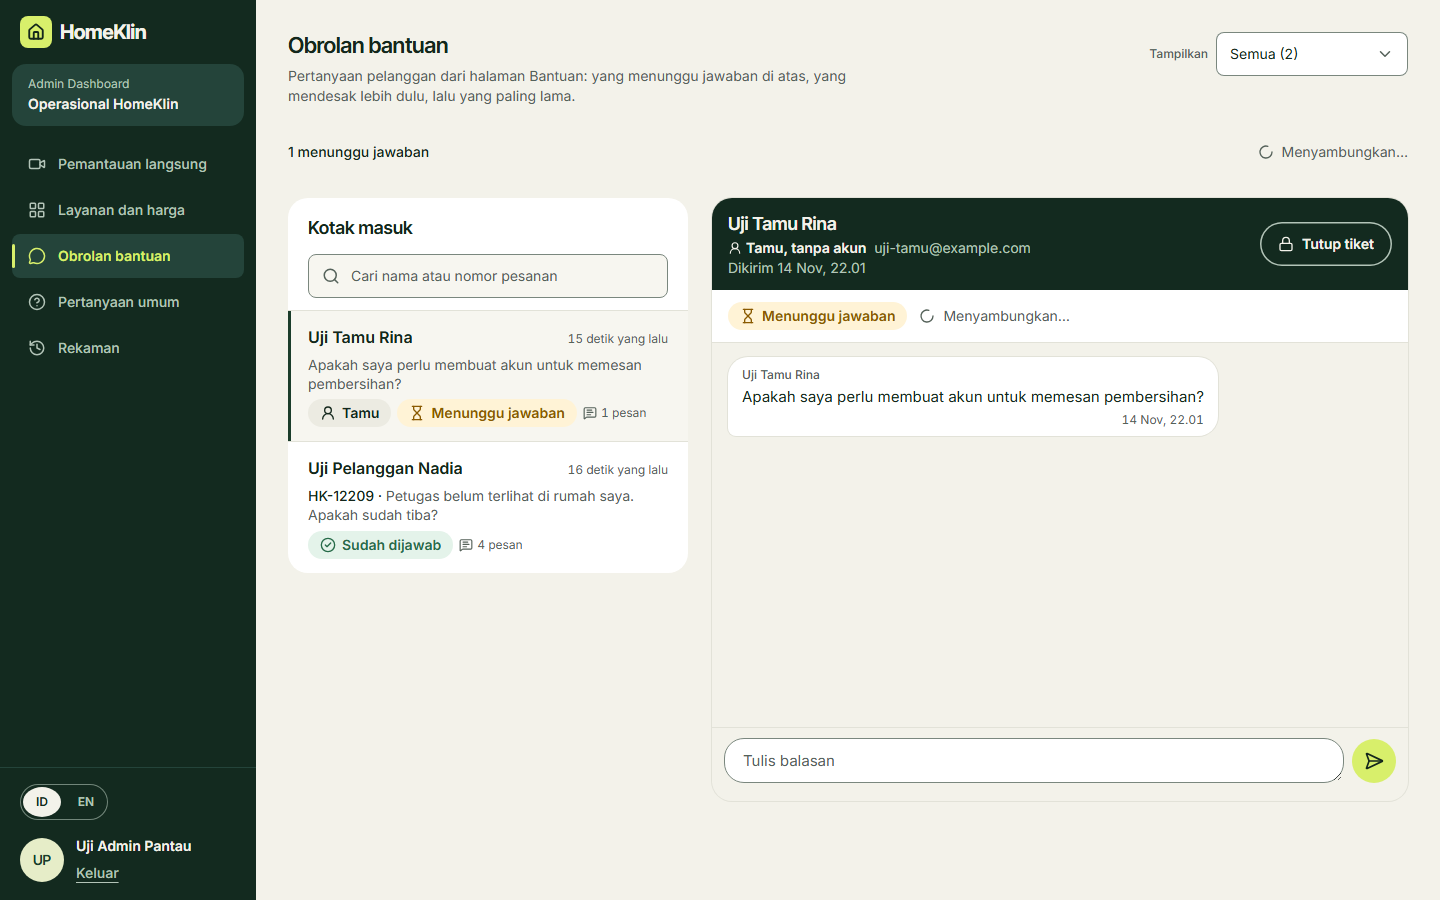 HomeKlin
Admin Dashboard
Operasional HomeKlin
Pemantauan langsung
Layanan dan harga
Obrolan bantuan
Pertanyaan umum
Rekaman
ID EN
UP
Uji Admin Pantau
Keluar
Obrolan bantuan
Pertanyaan pelanggan dari halaman Bantuan: yang menunggu jawaban di atas, yang
mendesak lebih dulu, lalu yang paling lama.
Tampilkan Semua (2)
1 menunggu jawaban
Menyambungkan...
Kotak masuk
Cari nama atau nomor pesanan
Uji Tamu Rina 15 detik yang lalu
Apakah saya perlu membuat akun untuk memesan
pembersihan?
Tamu Menunggu jawaban 1 pesan
Uji Pelanggan Nadia 16 detik yang lalu
HK-12209 · Petugas belum terlihat di rumah saya.
Apakah sudah tiba?
Sudah dijawab 4 pesan
Uji Tamu Rina
Tamu, tanpa akun uji-tamu@example.com
Dikirim 14 Nov, 22.01
Tutup tiket
Menunggu jawaban Menyambungkan...
Uji Tamu Rina
Apakah saya perlu membuat akun untuk memesan pembersihan?
14 Nov, 22.01
Tulis balasan